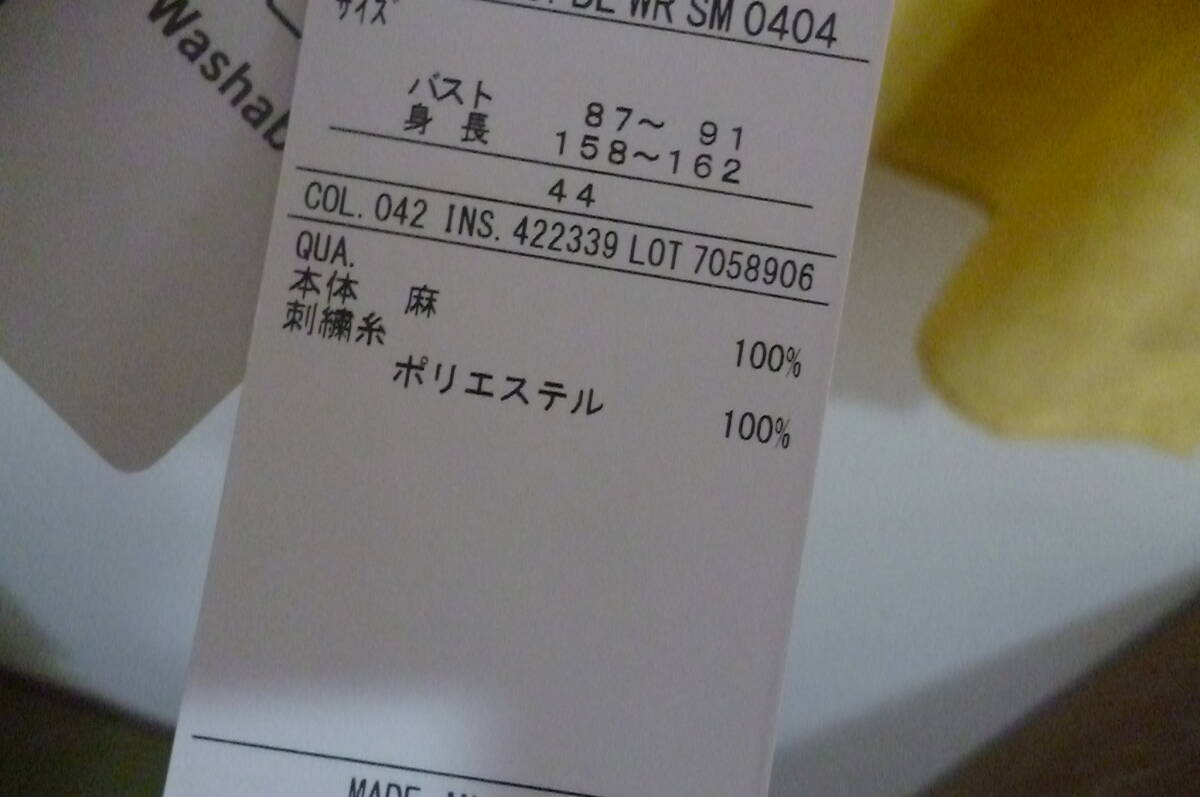 Washab
DL WR SM 0404
サイズ
バスト 87〜 91
身長 158〜162
44
COL. 042 INS. 422339 LOT 7058906
QUA.
本体 麻 100%
刺繍糸
ポリエステル 100%
MADE